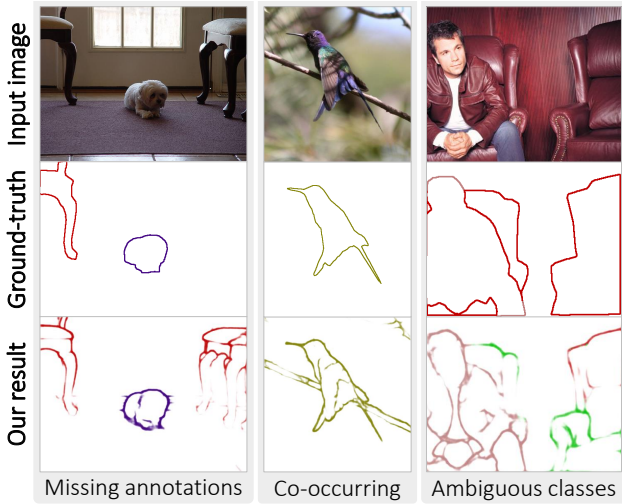 Input image
Ground-truth
Our result
Missing annotations
Co-occurring
Ambiguous classes